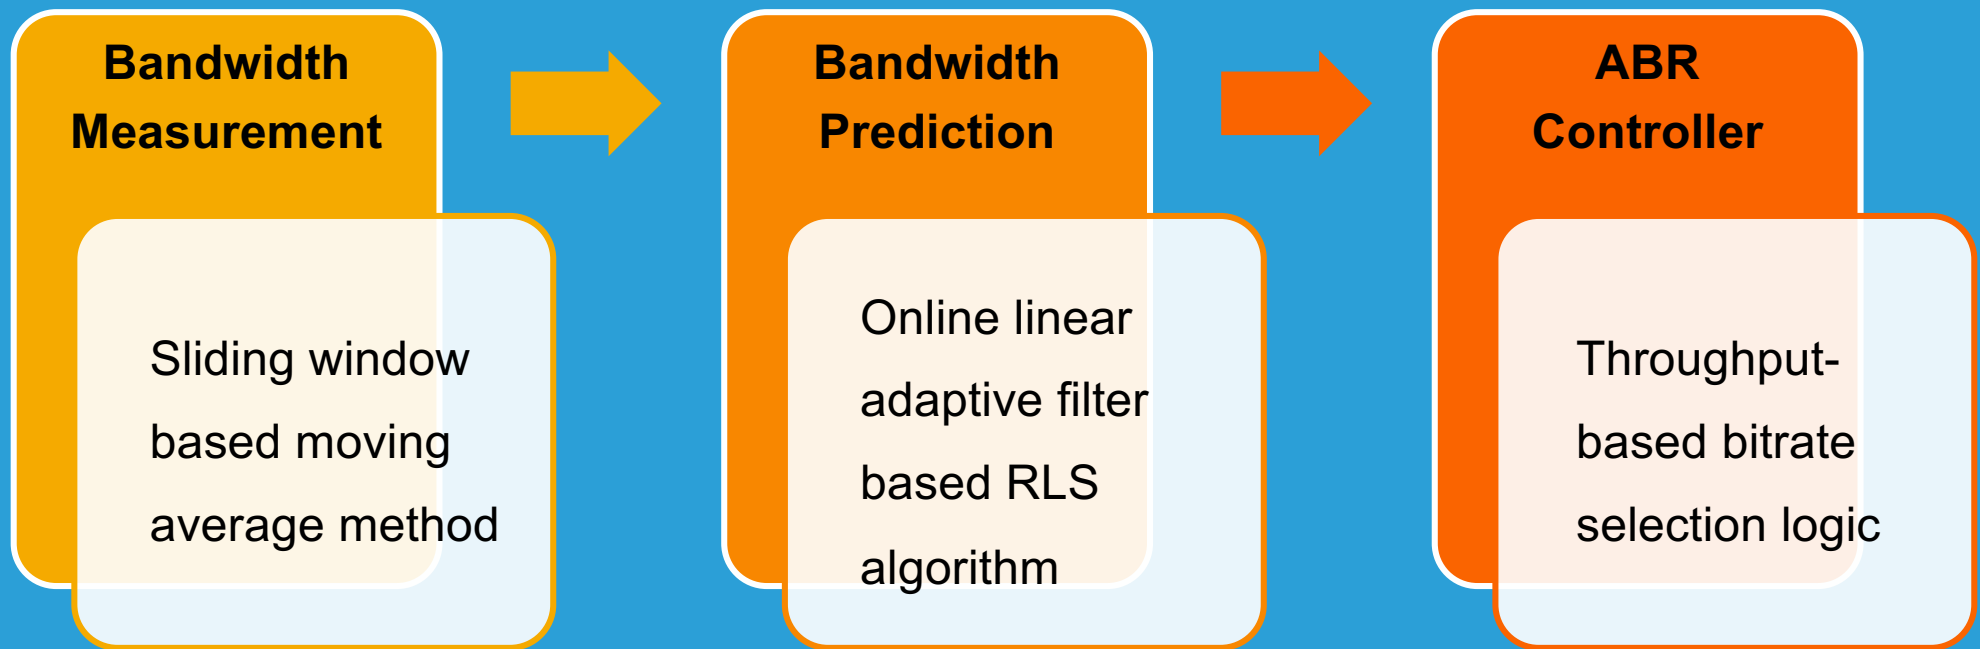 Bandwidth
Measurement
Sliding window
based moving
average method
Bandwidth
Prediction
Online linear
adaptive filter
based RLS
algorithm
ABR
Controller
Throughput-
based bitrate
selection logic